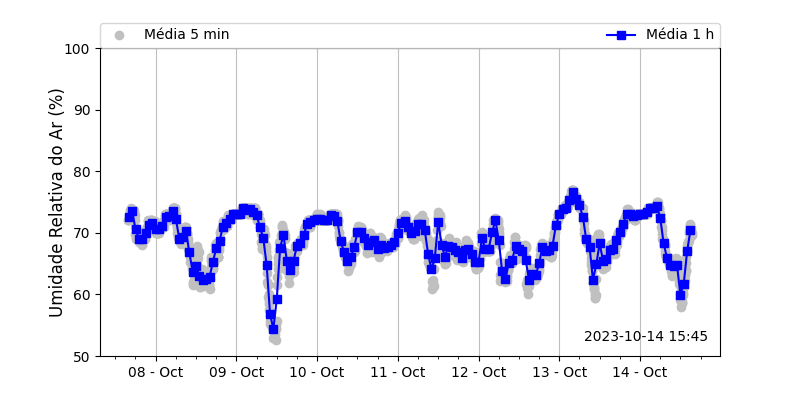 Média 5 min
Média 1 h
Umidade Relativa do Ar (%)
100
90
80
70
60
50
2023-10-14 15:45
08 - Oct
09 - Oct
10 - Oct
11 - Oct
12 - Oct
13 - Oct
14 - Oct